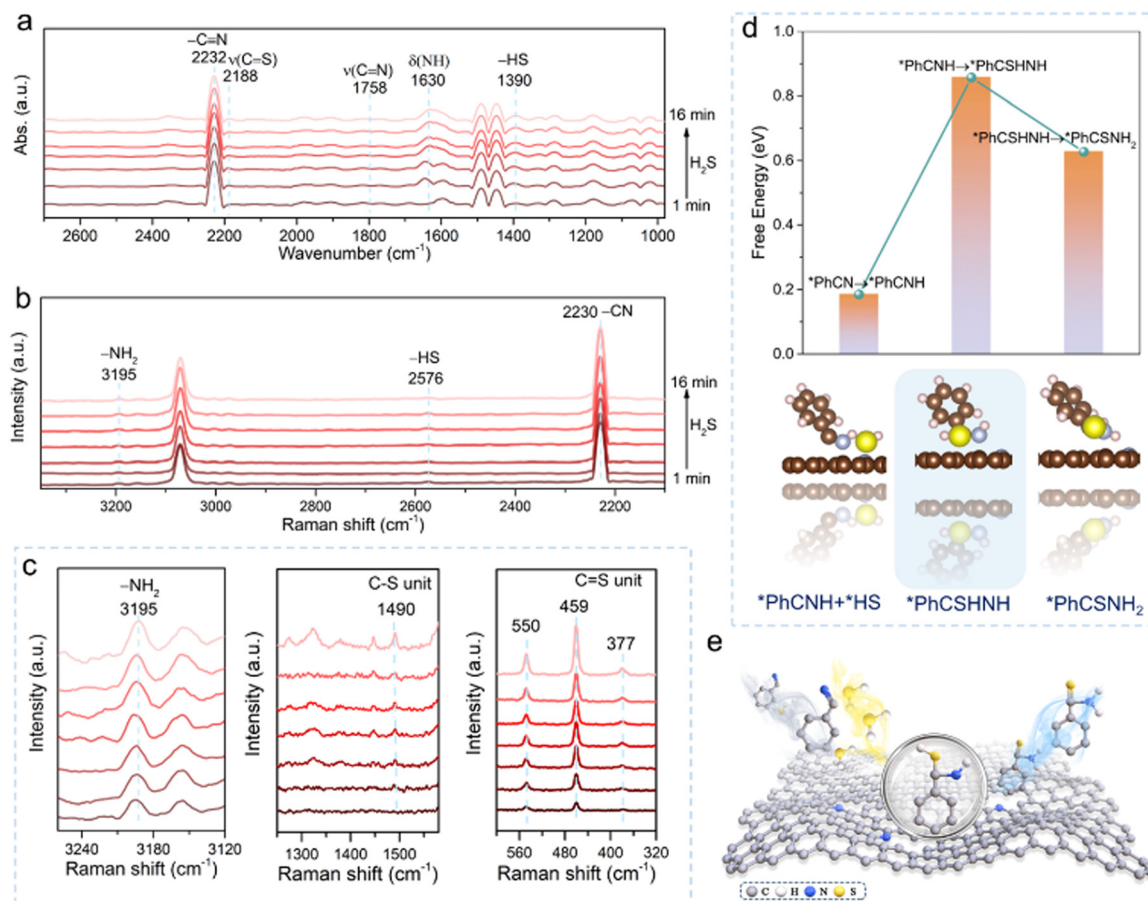 a
–C≡N
2232
ν(C=S)
2188
ν(C=N)
1758
δ(NH)
1630
–HS
1390
16 min
H₂S
1 min
Abs. (a.u.)
2600 2400 2200 2000 1800 1600 1400 1200 1000
Wavenumber (cm⁻¹)
b
–NH₂
3195
–HS
2576
2230 –CN
16 min
H₂S
1 min
Intensity (a.u.)
3200 3000 2800 2600 2400 2200
Raman shift (cm⁻¹)
c
–NH₂
3195
Intensity (a.u.)
3240 3180 3120
Raman shift (cm⁻¹)
C-S unit
1490
Intensity (a.u.)
1300 1400 1500
Raman shift (cm⁻¹)
C=S unit
550
459
377
Intensity (a.u.)
560 480 400 320
Raman shift (cm⁻¹)
d
1.0
0.8
0.6
0.4
0.2
0.0
Free Energy (eV)
*PhCNH→*PhCSHNH
*PhCSHNH→*PhCSNH₂
*PhCN→*PhCNH
*PhCNH+*HS
*PhCSHNH
*PhCSNH₂
e
C H N S